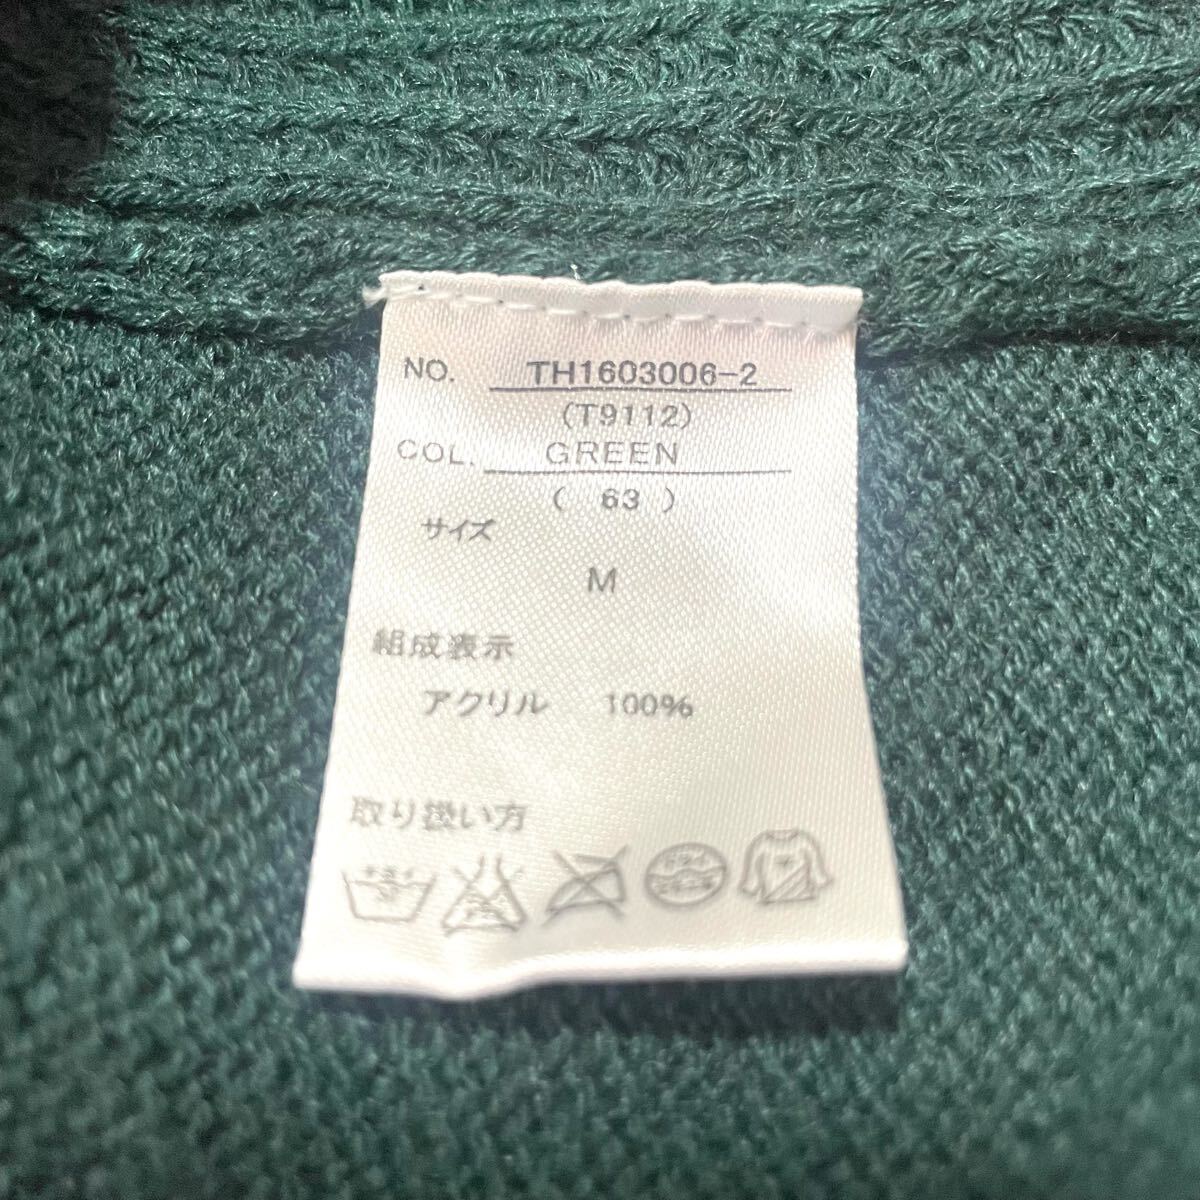 NO. TH1603006-2
(T9112)
COL. GREEN
( 63 )
サイズ
M
組成表示
アクリル 100%
取り扱い方